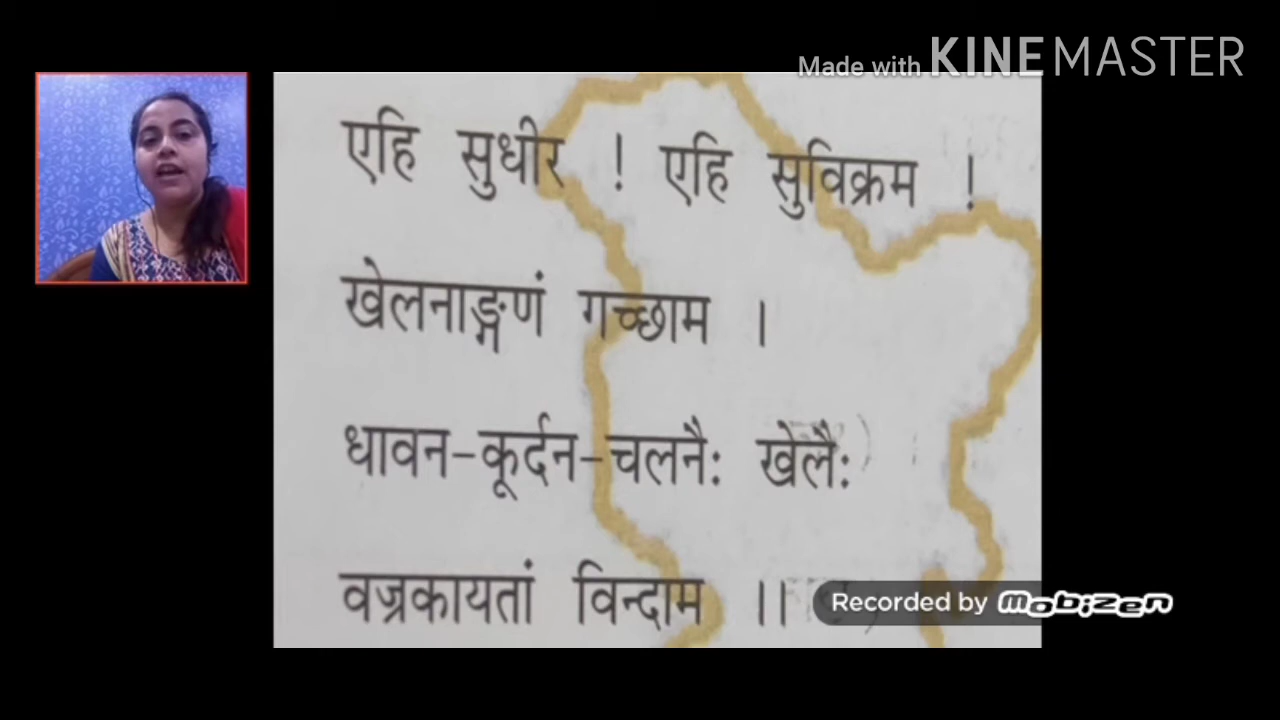 Made with KINEMASTER
एहि सुधीर ! एहि सुविक्रम !
खेलनाङ्गणं गच्छाम ।
धावन-कूर्दन-चलनैः खेलैः
वज्रकायतां विन्दाम ।।
Recorded by MOBIZEN